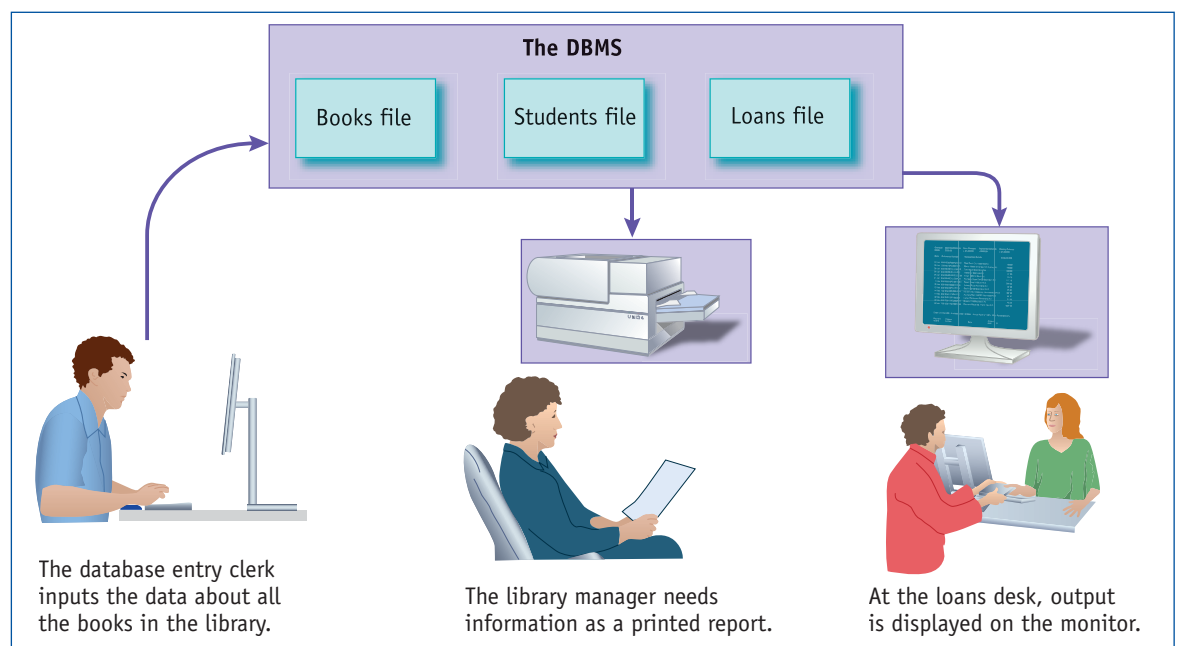 The DBMS
Books file
Students file
Loans file
The database entry clerk
inputs the data about all
the books in the library.
The library manager needs
information as a printed report.
At the loans desk, output
is displayed on the monitor.